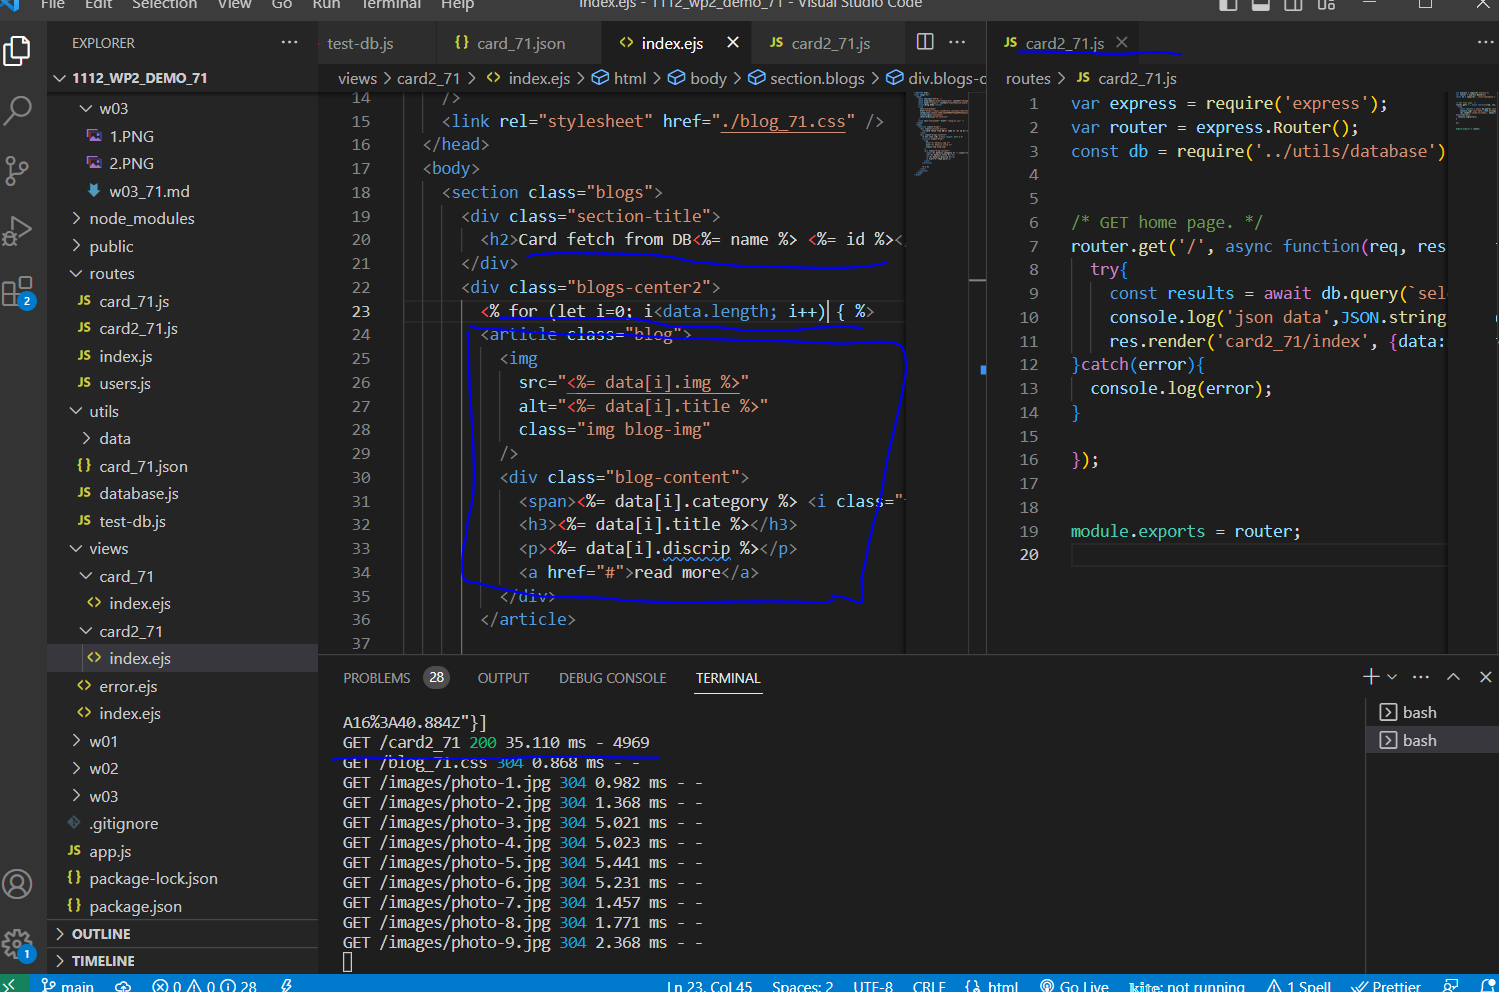 File Edit Selection View Go Run Terminal Help
index.ejs - 1112_wp2_demo_71 - Visual Studio Code
EXPLORER
1112_WP2_DEMO_71
w03
1.PNG
2.PNG
w03_71.md
node_modules
public
routes
card_71.js
card2_71.js
index.js
users.js
utils
data
card_71.json
database.js
test-db.js
views
card_71
index.ejs
card2_71
index.ejs
error.ejs
index.ejs
w01
w02
w03
.gitignore
app.js
package-lock.json
package.json
OUTLINE
TIMELINE
2
1
test-db.js card_71.json index.ejs card2_71.js
views > card2_71 > index.ejs > html > body > section.blogs > div.blogs-c
14 />
15 <link rel="stylesheet" href="./blog_71.css" />
16 </head>
17 <body>
18 <section class="blogs">
19 <div class="section-title">
20 <h2>Card fetch from DB<%= name %> <%= id %><
21 </div>
22 <div class="blogs-center2">
23 <% for (let i=0; i<data.length; i++) { %>
24 <article class="blog">
25 <img
26 src="<%= data[i].img %>"
27 alt="<%= data[i].title %>"
28 class="img blog-img"
29 />
30 <div class="blog-content">
31 <span><%= data[i].category %> <i class="
32 <h3><%= data[i].title %></h3>
33 <p><%= data[i].discrip %></p>
34 <a href="#">read more</a>
35 </div>
36 </article>
37
card2_71.js
routes > card2_71.js
1 var express = require('express');
2 var router = express.Router();
3 const db = require('../utils/database')
4
5
6 /* GET home page. */
7 router.get('/', async function(req, res
8 try{
9 const results = await db.query(`sel
10 console.log('json data',JSON.string
11 res.render('card2_71/index', {data:
12 }catch(error){
13 console.log(error);
14 }
15
16 });
17
18
19 module.exports = router;
20
PROBLEMS 28 OUTPUT DEBUG CONSOLE TERMINAL
A16%3A40.884Z"}]
GET /card2_71 200 35.110 ms - 4969
GET /blog_71.css 304 0.868 ms - -
GET /images/photo-1.jpg 304 0.982 ms - -
GET /images/photo-2.jpg 304 1.368 ms - -
GET /images/photo-3.jpg 304 5.021 ms - -
GET /images/photo-4.jpg 304 5.023 ms - -
GET /images/photo-5.jpg 304 5.441 ms - -
GET /images/photo-6.jpg 304 5.231 ms - -
GET /images/photo-7.jpg 304 1.457 ms - -
GET /images/photo-8.jpg 304 1.771 ms - -
GET /images/photo-9.jpg 304 2.368 ms - -
bash
bash
main 0 0 28 Ln 23, Col 45 Spaces: 2 UTF-8 CRLF html Go Live kite: not running 1 Spell Prettier